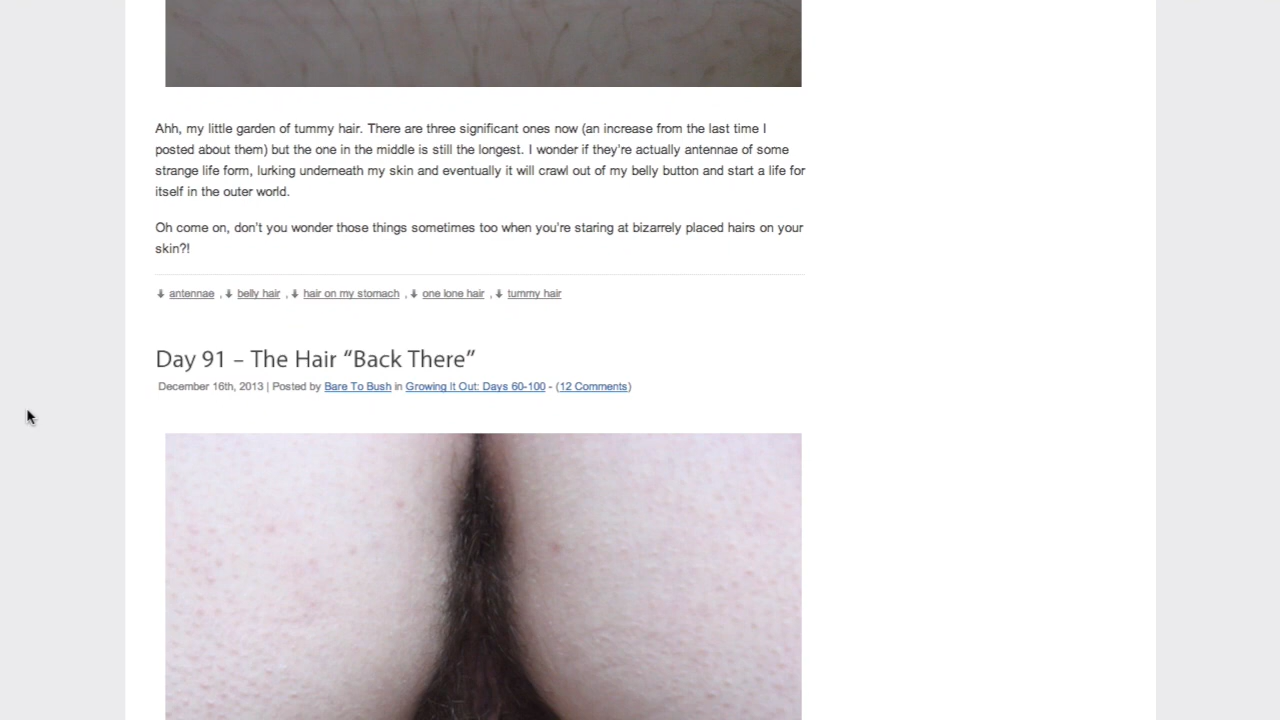 Ahh, my little garden of tummy hair. There are three significant ones now (an increase from the last time I
posted about them) but the one in the middle is still the longest. I wonder if they're actually antennae of some
strange life form, lurking underneath my skin and eventually it will crawl out of my belly button and start a life for
itself in the outer world.
Oh come on, don't you wonder those things sometimes too when you're staring at bizarrely placed hairs on your
skin?!
antennae , belly hair , hair on my stomach , one lone hair , tummy hair
Day 91 – The Hair “Back There”
December 16th, 2013 | Posted by Bare To Bush in Growing It Out: Days 60-100 - (12 Comments)